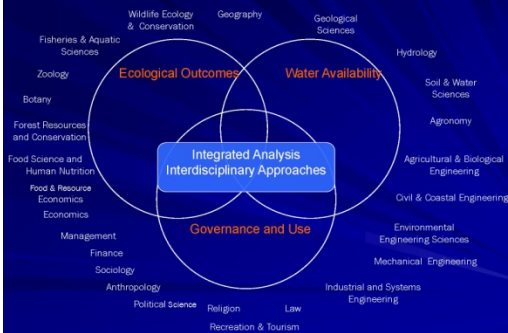 Wildlife Ecology
& Conservation
Geography
Geological
Sciences
Fisheries & Aquatic
Sciences
Hydrology
Zoology
Ecological Outcomes
Water Availability
Soil & Water
Sciences
Botany
Agronomy
Forest Resources
and Conservation
Food Science and
Human Nutrition
Integrated Analysis
Interdisciplinary Approaches
Agricultural & Biological
Engineering
Food & Resource
Economics
Civil & Coastal Engineering
Economics
Governance and Use
Environmental
Engineering Sciences
Management
Finance
Mechanical Engineering
Sociology
Anthropology
Industrial and Systems
Engineering
Political Science
Religion
Law
Recreation & Tourism